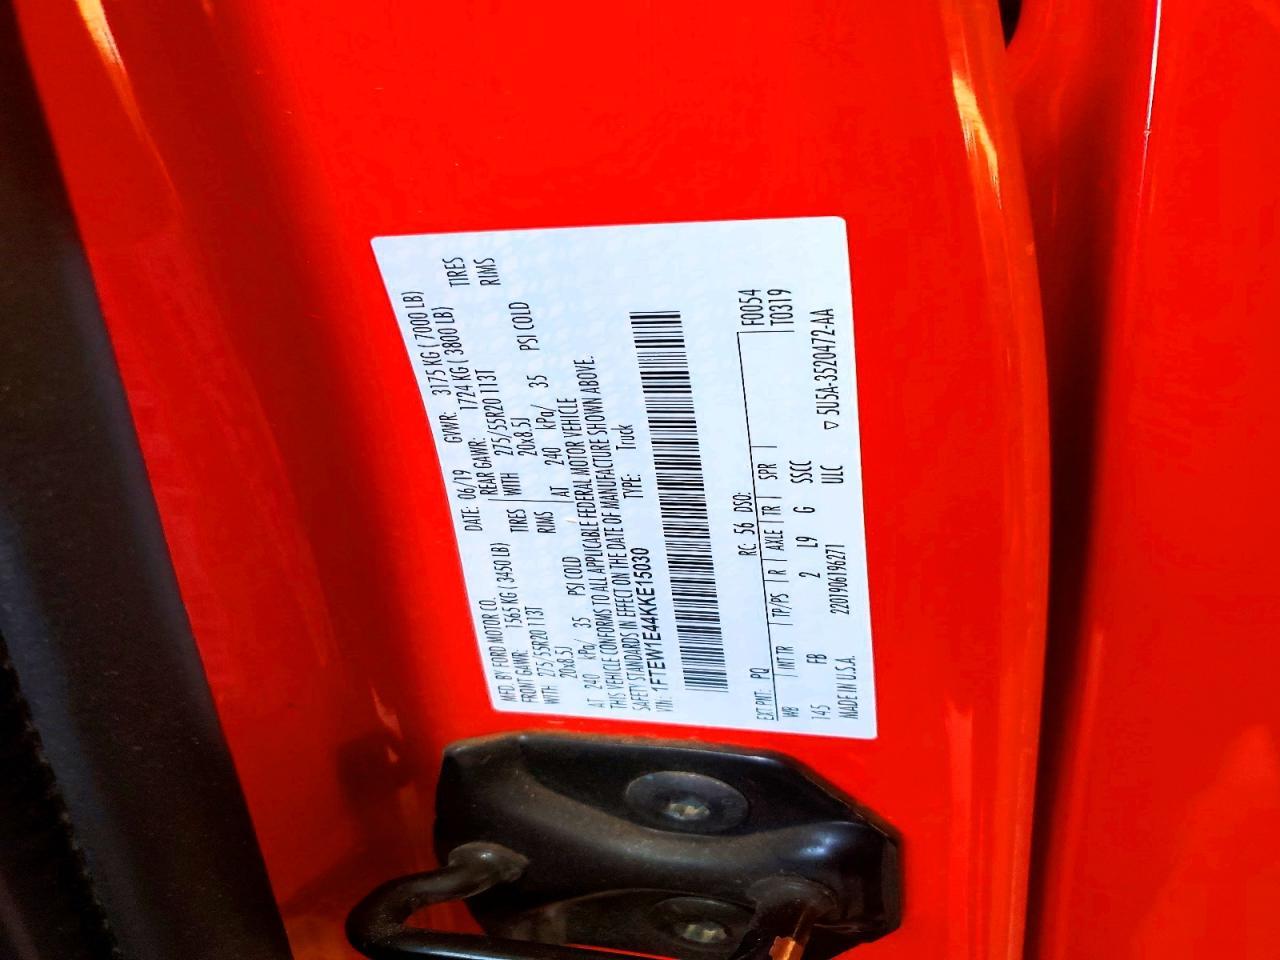 MFD. BY FORD MOTOR CO. DATE: 06/19 GVWR: 3175 KG ( 7000 LB)
FRONT GAWR: 1565 KG ( 3450 LB) REAR GAWR: 1724 KG ( 3800 LB)
WITH 275/55R20 113T TIRES WITH 275/55R20 113T TIRES
20x8.5J RIMS 20x8.5J RIMS
AT 240 kPa/ 35 PSI COLD AT 240 kPa/ 35 PSI COLD
THIS VEHICLE CONFORMS TO ALL APPLICABLE FEDERAL MOTOR VEHICLE
SAFETY STANDARDS IN EFFECT ON THE DATE OF MANUFACTURE SHOWN ABOVE.
VIN: 1FTEW1E44KKE15030 TYPE: Truck
EXT PNT: PQ RC: 56 DSO: F0054
WB INT TR TP/PS R AXLE TR SPR T0319
145 FB 2 L9 G SSCC
MADE IN U.S.A. 2201906196271 ULC ▽ 5U5A-3520472-AA